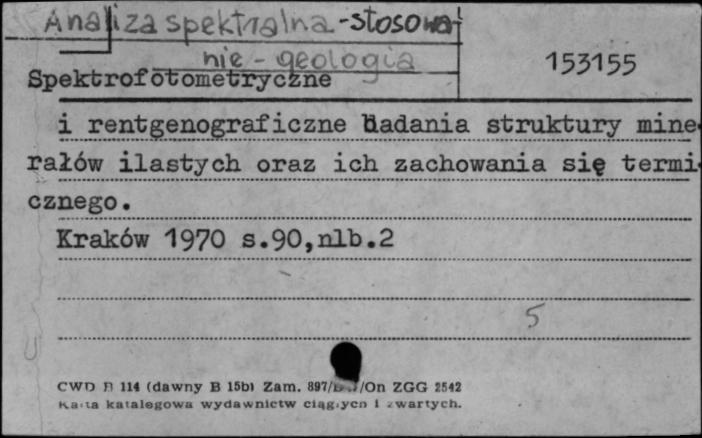 Analiza spektralna - stosowa-
nie - geologia
153155
Spektrofotometryczne
i rentgenograficzne badania struktury mine-
rałów ilastych oraz ich zachowania się termi-
cznego.
Kraków 1970 s.90,nlb.2
5
U
CWD B 114 (dawny B 15b) Zam. 897/ /On ZGG 2542
Karta katalogowa wydawnictw ciągłych i zwartych.